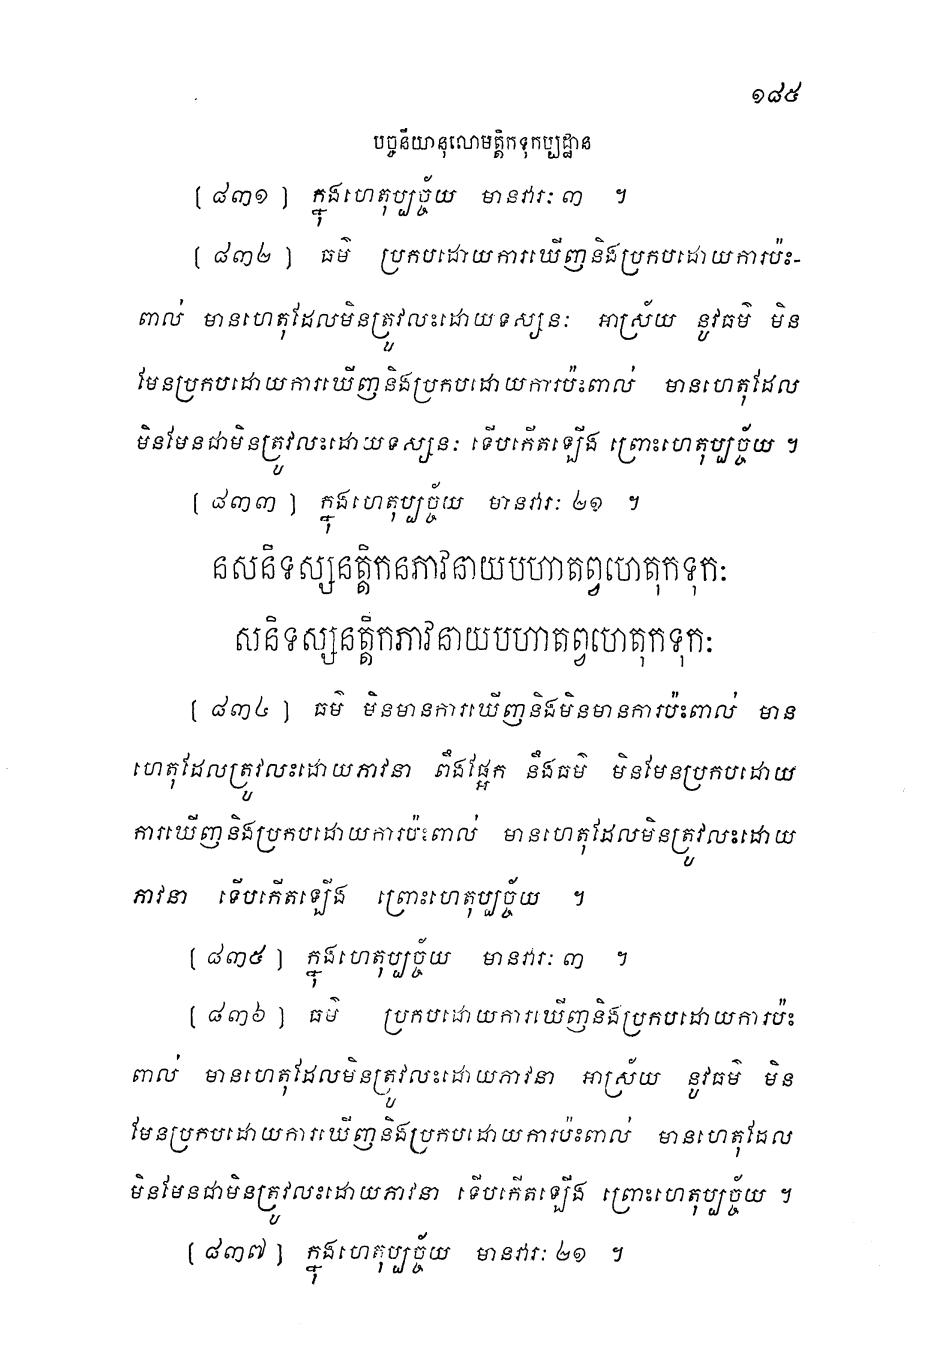 ១៨៥
បច្ចនីយានុលោមត្តិកទុកប្បដ្ឋាន
[ ៨៣១ ] ក្នុងហេតុប្បច្ច័យ មានវារៈ ៣ ។
[ ៨៣២ ] ធម៌ ប្រកបដោយការឃើញនិងប្រកបដោយការប៉ះ-
ពាល់ មានហេតុដែលមិនត្រូវលះដោយទស្សនៈ អាស្រ័យ នូវធម៌ មិន
មែនប្រកបដោយការឃើញនិងប្រកបដោយការប៉ះពាល់ មានហេតុដែល
មិនមែនជាមិនត្រូវលះដោយទស្សនៈ ទើបកើតឡើង ព្រោះហេតុប្បច្ច័យ ។
[ ៨៣៣ ] ក្នុងហេតុប្បច្ច័យ មានវារៈ ២១ ។
នសនិទស្សនត្តិកនភាវនាយបហាតព្វហេតុកទុកៈ
សនិទស្សនត្តិកភាវនាយបហាតព្វហេតុកទុកៈ
[ ៨៣៤ ] ធម៌ មិនមានការឃើញនិងមិនមានការប៉ះពាល់ មាន
ហេតុដែលត្រូវលះដោយភាវនា ពឹងផ្អែក នឹងធម៌ មិនមែនប្រកបដោយ
ការឃើញនិងប្រកបដោយការប៉ះពាល់ មានហេតុដែលមិនត្រូវលះដោយ
ភាវនា ទើបកើតឡើង ព្រោះហេតុប្បច្ច័យ ។
[ ៨៣៥ ] ក្នុងហេតុប្បច្ច័យ មានវារៈ ៣ ។
[ ៨៣៦ ] ធម៌ ប្រកបដោយការឃើញនិងប្រកបដោយការប៉ះ
ពាល់ មានហេតុដែលមិនត្រូវលះដោយភាវនា អាស្រ័យ នូវធម៌ មិន
មែនប្រកបដោយការឃើញនិងប្រកបដោយការប៉ះពាល់ មានហេតុដែល
មិនមែនជាមិនត្រូវលះដោយភាវនា ទើបកើតឡើង ព្រោះហេតុប្បច្ច័យ ។
[ ៨៣៧ ] ក្នុងហេតុប្បច្ច័យ មានវារៈ ២១ ។